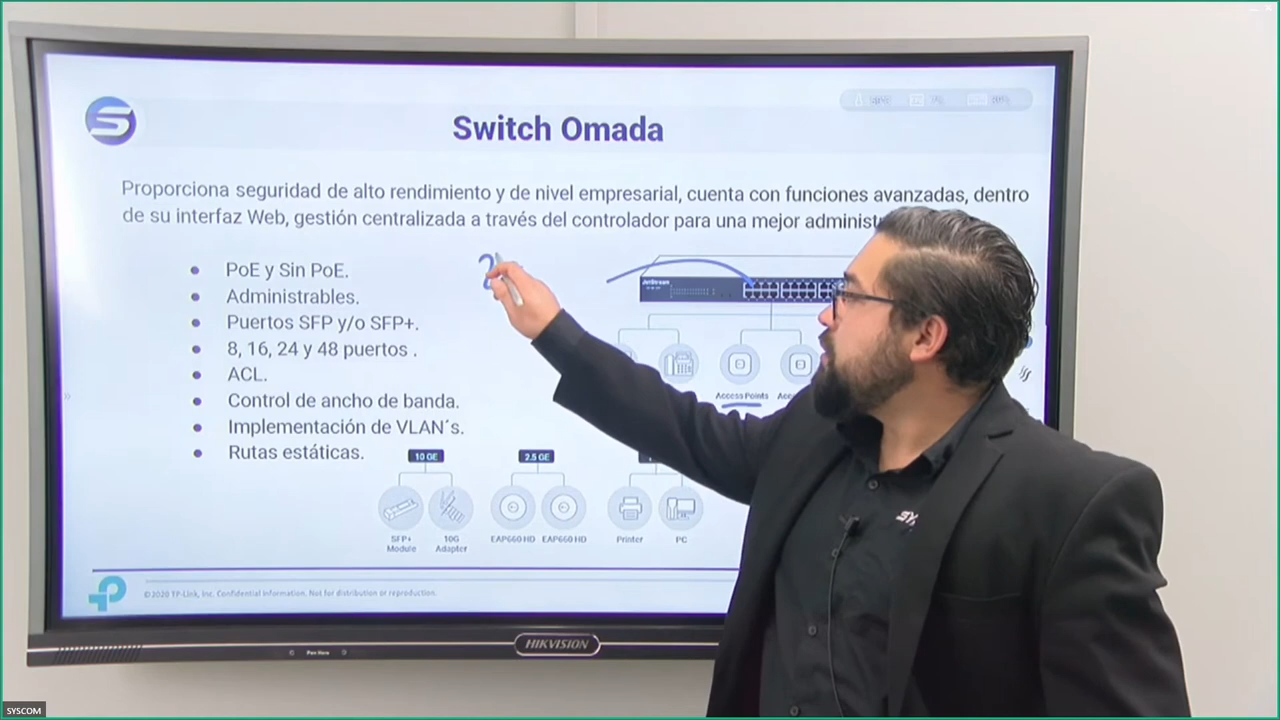 Switch Omada
Proporciona seguridad de alto rendimiento y de nivel empresarial, cuenta con funciones avanzadas, dentro
de su interfaz Web, gestión centralizada a través del controlador para una mejor
● PoE y Sin PoE.
● Administrables.
● Puertos SFP y/o SFP+.
● 8, 16, 24 y 48 puertos .
● ACL.
● Control de ancho de banda.
● Implementación de VLAN´s.
● Rutas estáticas.
2
JetStream
Access Points
10 GE
2.5 GE
SFP+ Module
10G Adapter
EAP660 HD
EAP660 HD
Printer
PC
©2020 TP-Link, Inc. Confidential Information. Not for distribution or reproduction.
HIKVISION
Pen Here
SYSCOM